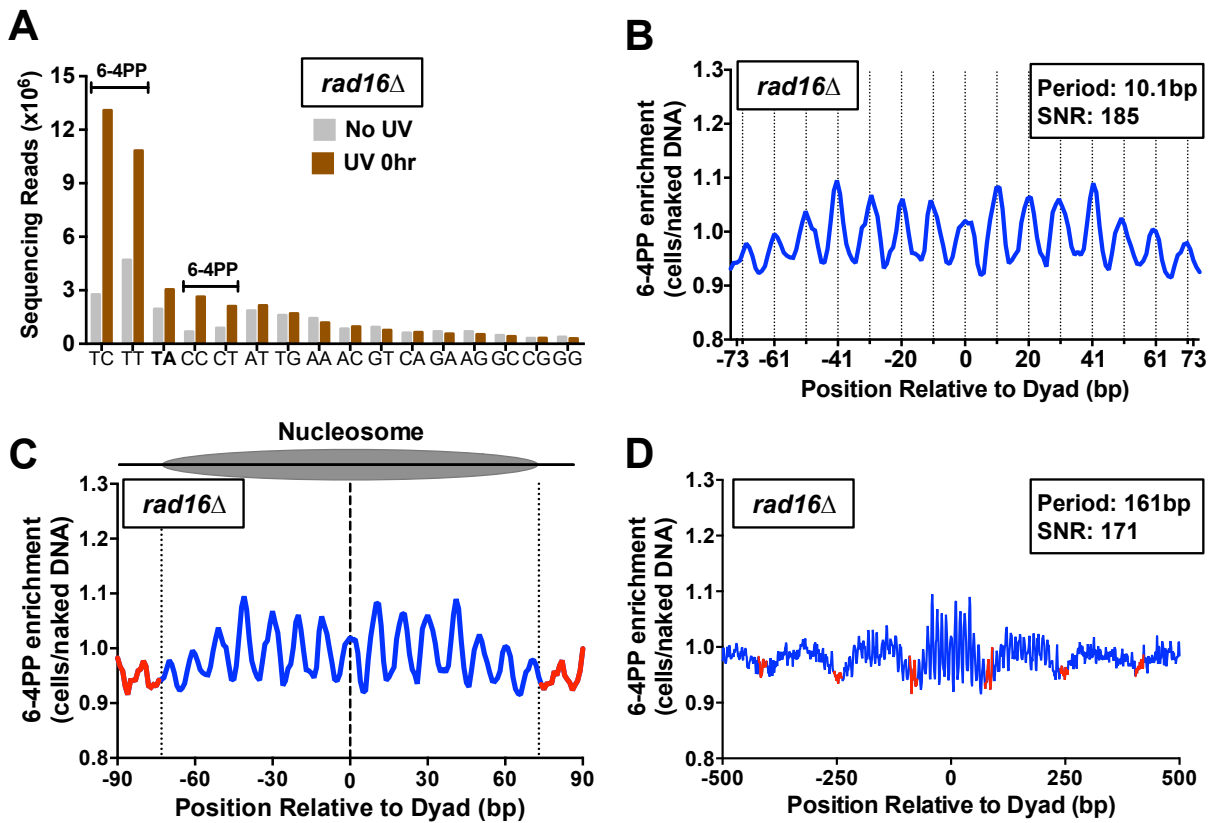 A
6-4PP
rad16Δ
No UV
UV 0hr
6-4PP
Sequencing Reads (x10⁶)
15
12
9
6
3
0
TC TT TA CC CT AT TG AA AC GT CA GA AG GC CG GG
B
rad16Δ
Period: 10.1bp
SNR: 185
6-4PP enrichment
(cells/naked DNA)
1.3
1.2
1.1
1.0
0.9
0.8
-73 -61 -41 -20 0 20 41 61 73
Position Relative to Dyad (bp)
C
Nucleosome
rad16Δ
6-4PP enrichment
(cells/naked DNA)
1.3
1.2
1.1
1.0
0.9
0.8
-90 -60 -30 0 30 60 90
Position Relative to Dyad (bp)
D
rad16Δ
Period: 161bp
SNR: 171
6-4PP enrichment
(cells/naked DNA)
1.3
1.2
1.1
1.0
0.9
0.8
-500 -250 0 250 500
Position Relative to Dyad (bp)